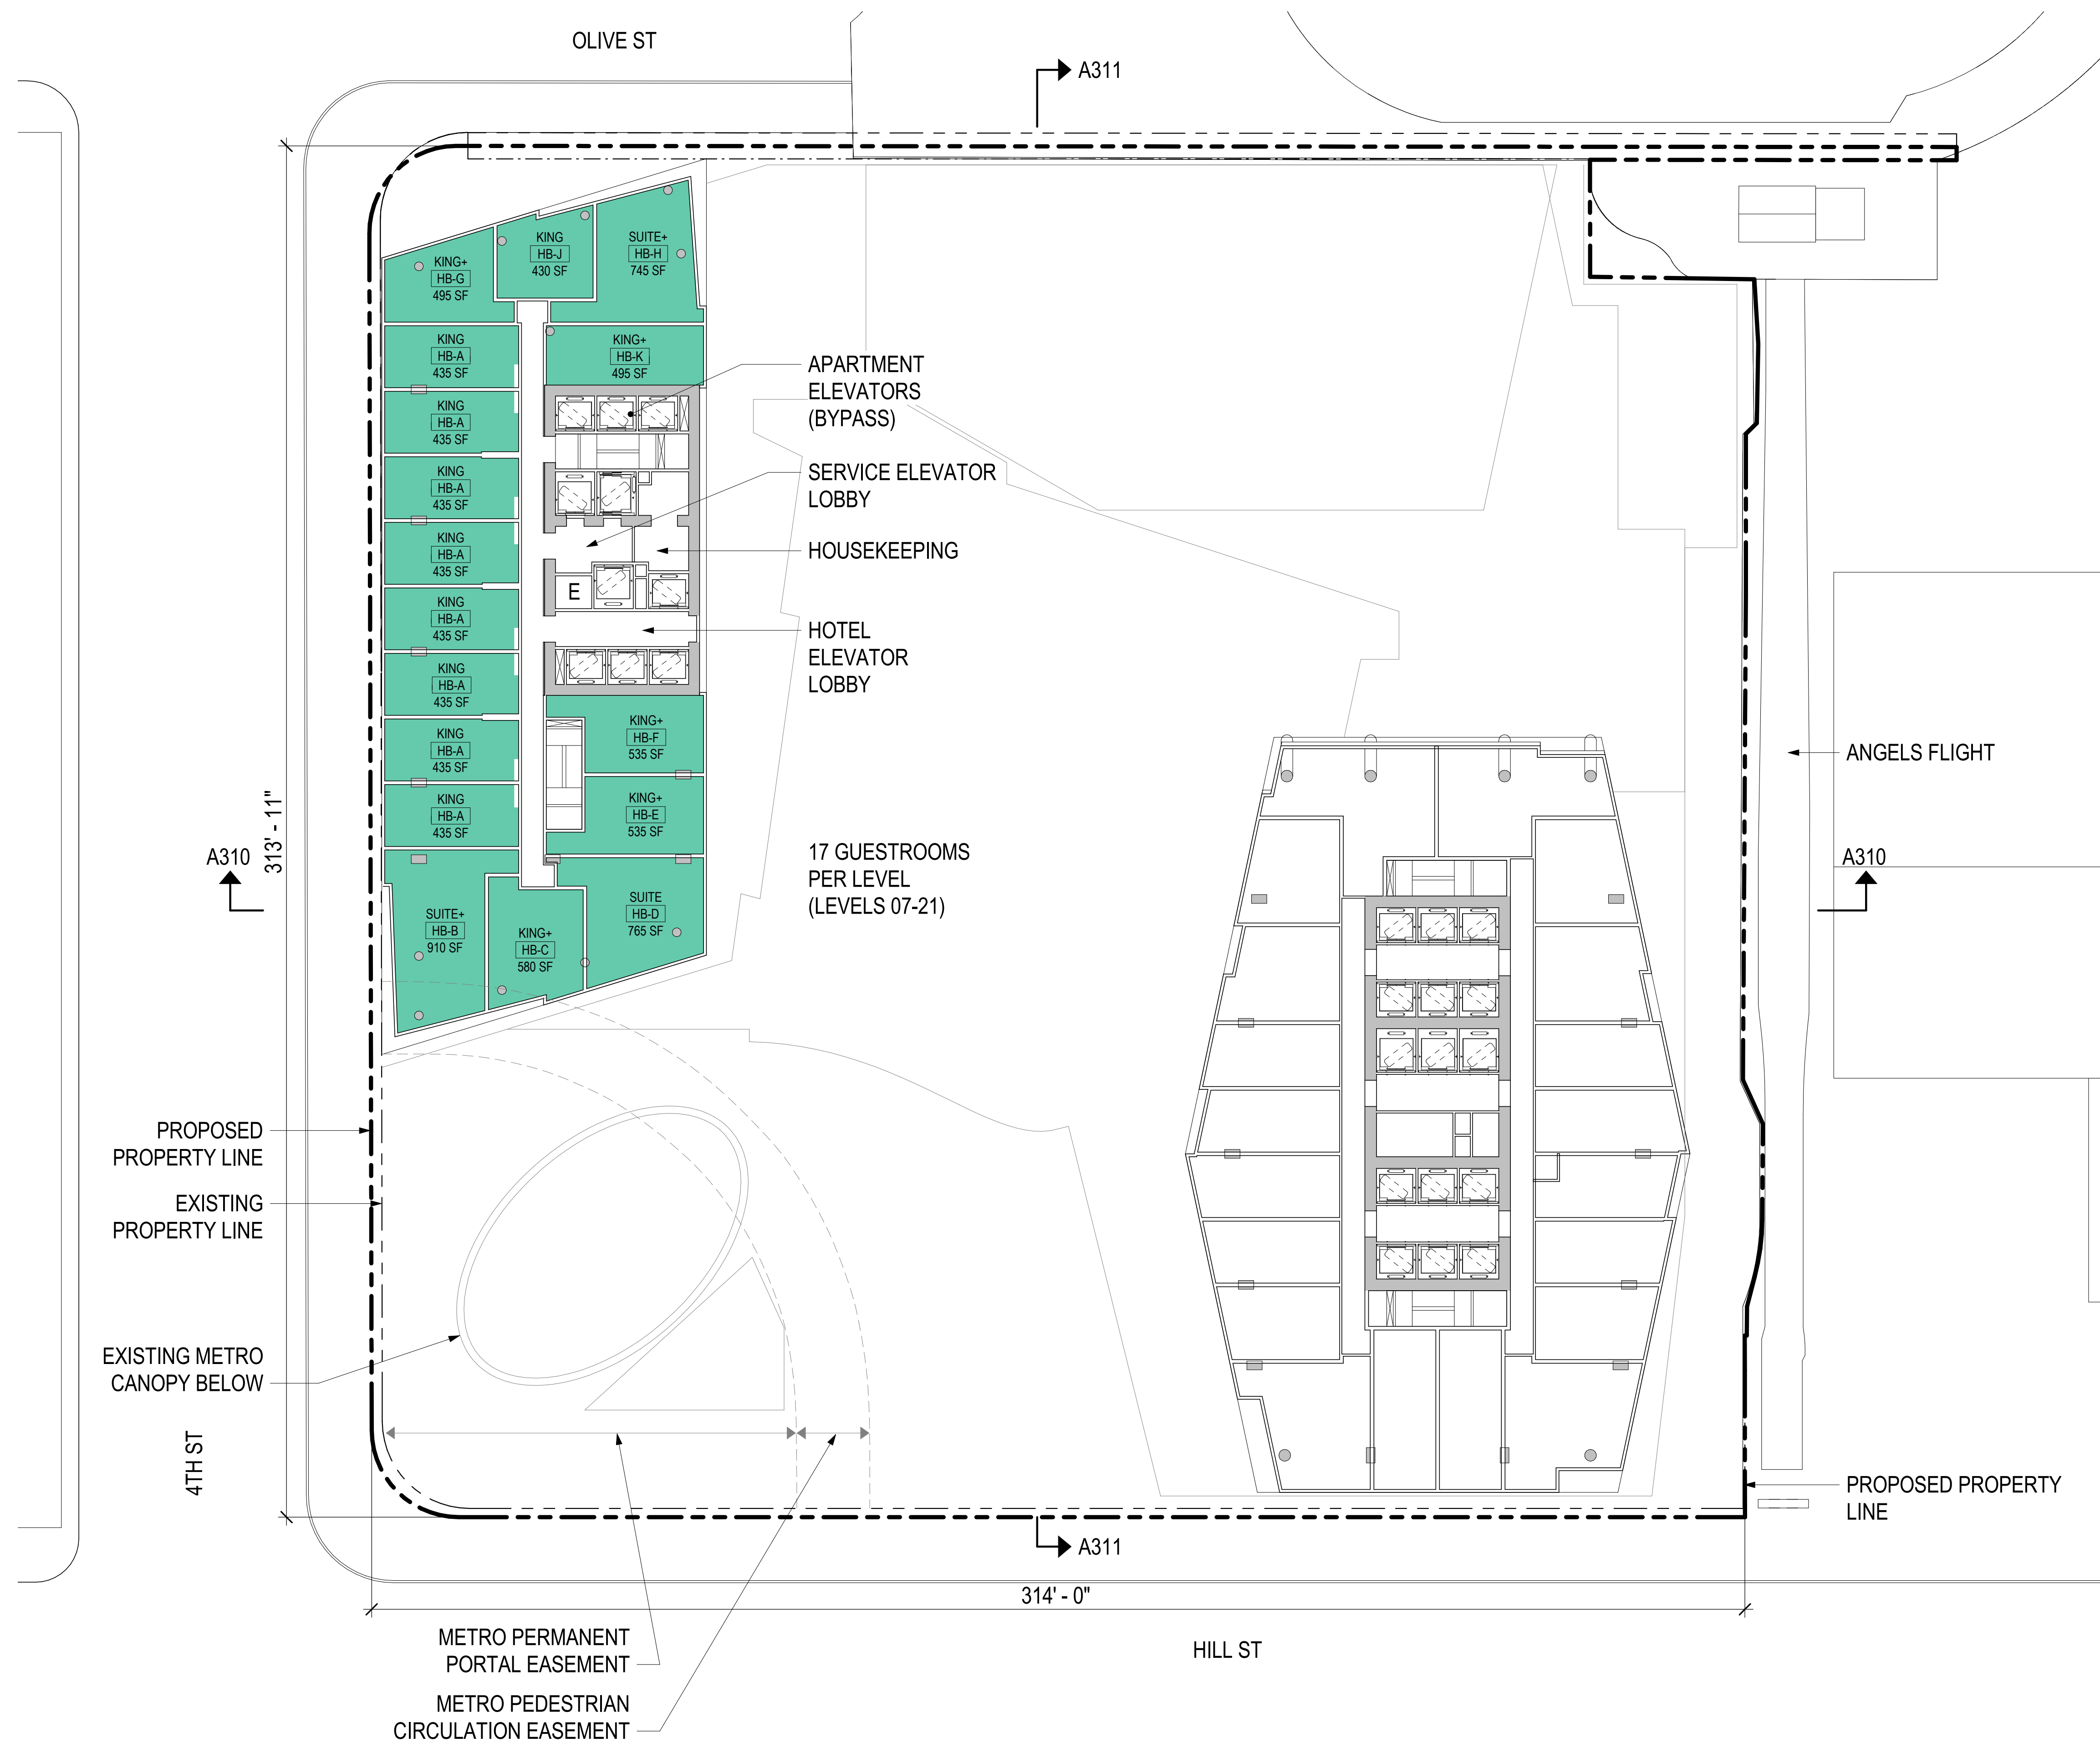 OLIVE ST
A311
KING
HB-J
430 SF
SUITE+
HB-H
745 SF
KING+
HB-G
495 SF
KING
HB-A
435 SF
KING+
HB-K
495 SF
APARTMENT
ELEVATORS
(BYPASS)
KING
HB-A
435 SF
SERVICE ELEVATOR
LOBBY
KING
HB-A
435 SF
KING
HB-A
435 SF
HOUSEKEEPING
E
KING
HB-A
435 SF
HOTEL
ELEVATOR
LOBBY
KING
HB-A
435 SF
KING+
HB-F
535 SF
KING
HB-A
435 SF
ANGELS FLIGHT
KING+
HB-E
535 SF
KING
HB-A
435 SF
313' - 11"
A310
17 GUESTROOMS
PER LEVEL
(LEVELS 07-21)
A310
SUITE
HB-D
765 SF
SUITE+
HB-B
910 SF
KING+
HB-C
580 SF
PROPOSED
PROPERTY LINE
EXISTING
PROPERTY LINE
EXISTING METRO
CANOPY BELOW
4TH ST
PROPOSED PROPERTY
LINE
A311
314' - 0"
METRO PERMANENT
PORTAL EASEMENT
HILL ST
METRO PEDESTRIAN
CIRCULATION EASEMENT